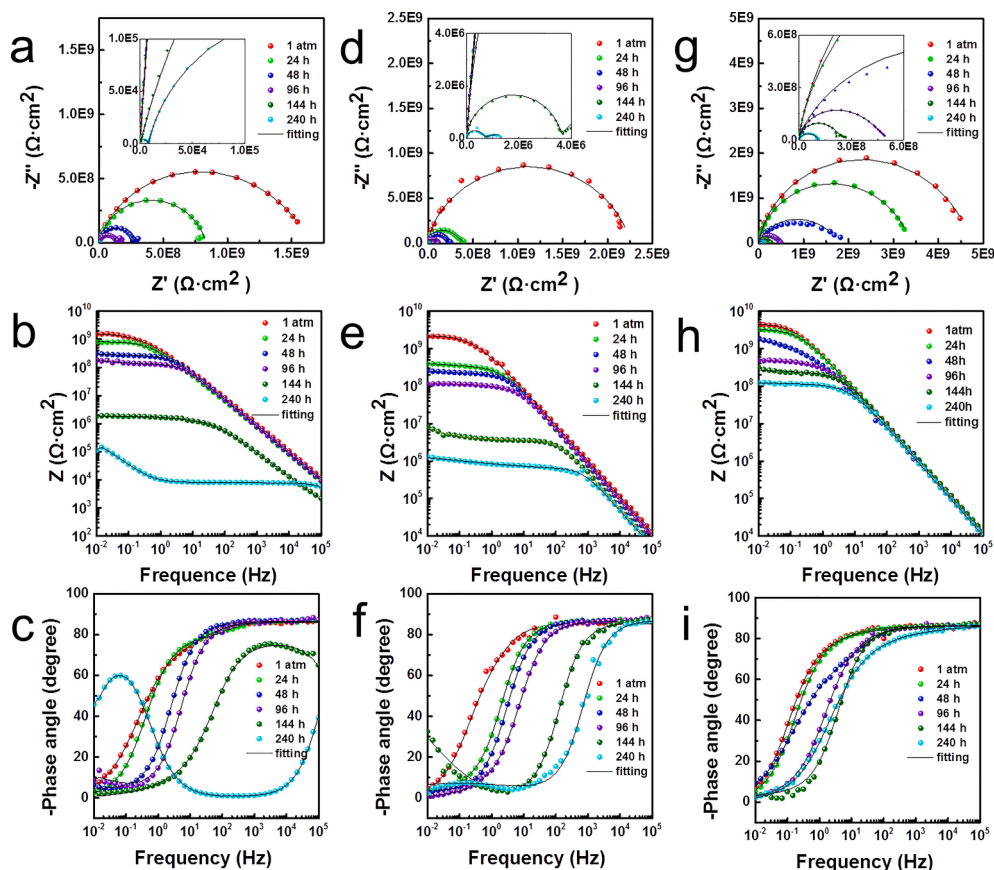 a
-Z'' (Ω·cm²)
1.5E9
1.0E9
5.0E8
0.0
1.0E5
5.0E4
0.0
0.0 5.0E4 1.0E5
1 atm
24 h
48 h
96 h
144 h
240 h
fitting
0 5.0E8 1.0E9 1.5E9
Z' (Ω·cm²)
d
-Z'' (Ω·cm²)
2.5E9
2.0E9
1.5E9
1.0E9
5.0E8
0.0
4.0E6
2.0E6
0.0
0.0 2.0E6 4.0E6
1 atm
24 h
48 h
96 h
144 h
240 h
fitting
0.0 5.0E8 1.0E9 1.5E9 2.0E9 2.5E9
Z' (Ω·cm²)
g
-Z'' (Ω·cm²)
5E9
4E9
3E9
2E9
1E9
0
6.0E8
3.0E8
0.0
0.0 3.0E8 6.0E8
1 atm
24 h
48 h
96 h
144 h
240 h
fitting
0 1E9 2E9 3E9 4E9 5E9
Z' (Ω·cm²)
b
Z (Ω·cm²)
10¹⁰
10⁹
10⁸
10⁷
10⁶
10⁵
10⁴
10³
10²
1 atm
24 h
48 h
96 h
144 h
240 h
fitting
10⁻² 10⁻¹ 10⁰ 10¹ 10² 10³ 10⁴ 10⁵
Frequence (Hz)
e
Z (Ω·cm²)
10¹⁰
10⁹
10⁸
10⁷
10⁶
10⁵
10⁴
1 atm
24 h
48 h
96 h
144 h
240 h
fitting
10⁻² 10⁻¹ 10⁰ 10¹ 10² 10³ 10⁴ 10⁵
Frequence (Hz)
h
Z (Ω·cm²)
10¹⁰
10⁹
10⁸
10⁷
10⁶
10⁵
10⁴
1atm
24h
48h
96h
144h
240h
fitting
10⁻² 10⁻¹ 10⁰ 10¹ 10² 10³ 10⁴ 10⁵
Frequence (Hz)
c
-Phase angle (degree)
100
80
60
40
20
0
1 atm
24 h
48 h
96 h
144 h
240 h
fitting
10⁻² 10⁻¹ 10⁰ 10¹ 10² 10³ 10⁴ 10⁵
Frequency (Hz)
f
-Phase angle (degree)
100
80
60
40
20
0
1 atm
24 h
48 h
96 h
144 h
240 h
fitting
10⁻² 10⁻¹ 10⁰ 10¹ 10² 10³ 10⁴ 10⁵
Frequency (Hz)
i
-Phase angle (degree)
100
80
60
40
20
0
1 atm
24 h
48 h
96 h
144 h
240 h
fitting
10⁻² 10⁻¹ 10⁰ 10¹ 10² 10³ 10⁴ 10⁵
Frequency (Hz)